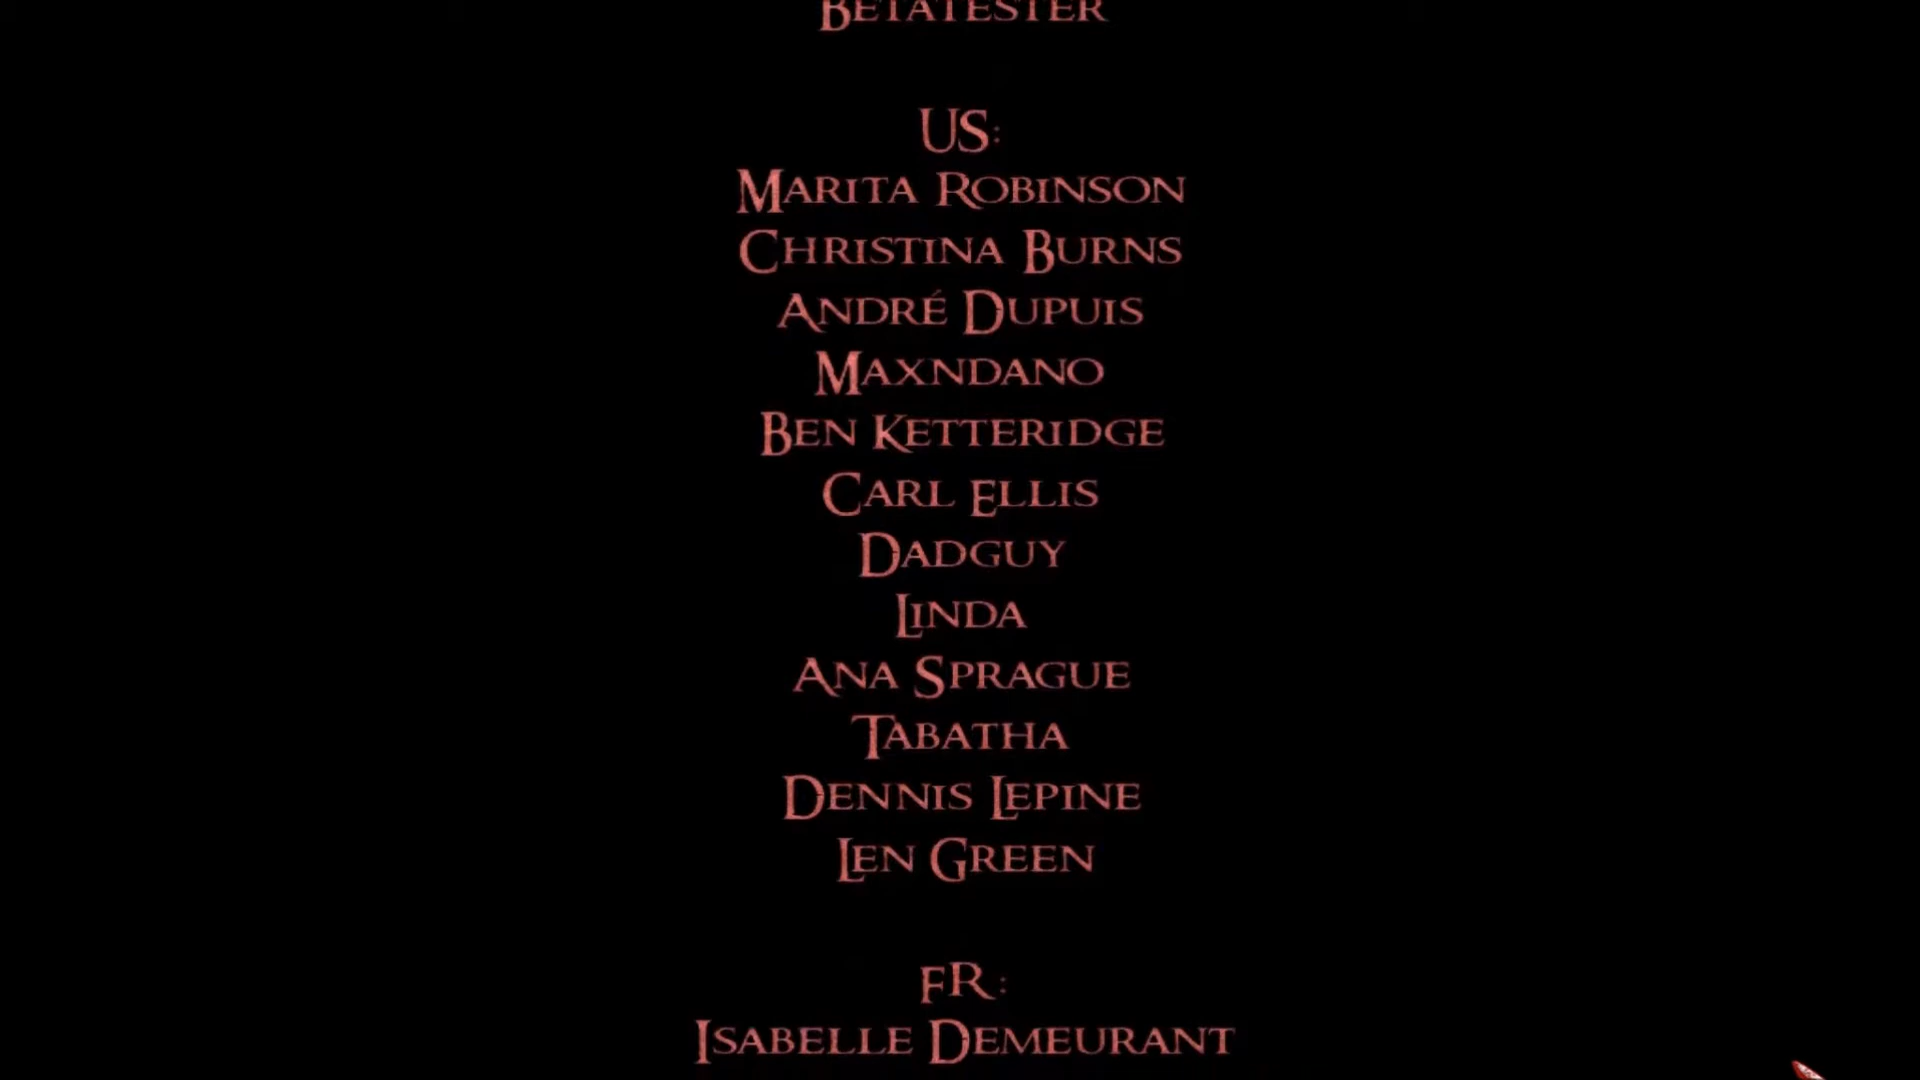 Betatester
US:
Marita Robinson
Christina Burns
André Dupuis
Maxndano
Ben Ketteridge
Carl Ellis
Dadguy
Linda
Ana Sprague
Tabatha
Dennis Lepine
Len Green
FR:
Isabelle Demeurant